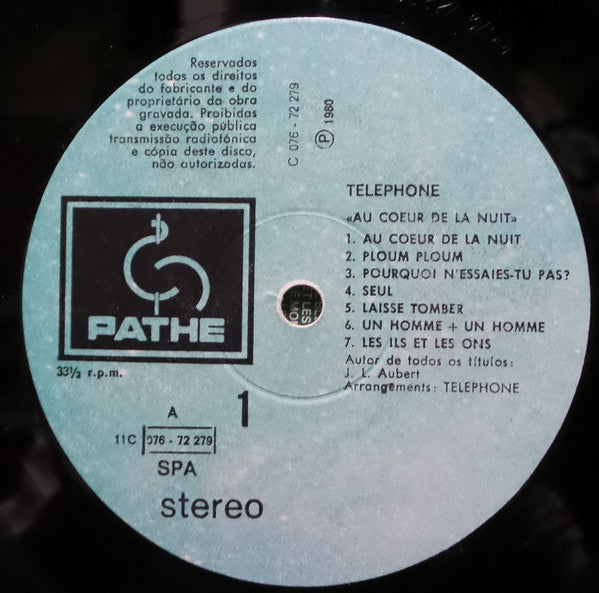 Reservados
todos os direitos
do fabricante e do
proprietário da obra
gravada. Proibidas
a execução pública
transmissão radiofónica
e cópia deste disco,
não autorizadas.
C 076 - 72 279
P 1980
PATHE
33⅓ r.p.m.
A
1
11C 076 - 72 279
SPA
stereo
TELEPHONE
«AU COEUR DE LA NUIT»
1. AU COEUR DE LA NUIT
2. PLOUM PLOUM
3. POURQUOI N'ESSAIES-TU PAS?
4. SEUL
5. LAISSE TOMBER
6. UN HOMME + UN HOMME
7. LES ILS ET LES ONS
Autor de todos os títulos:
J. L. Aubert
Arrangements: TELEPHONE